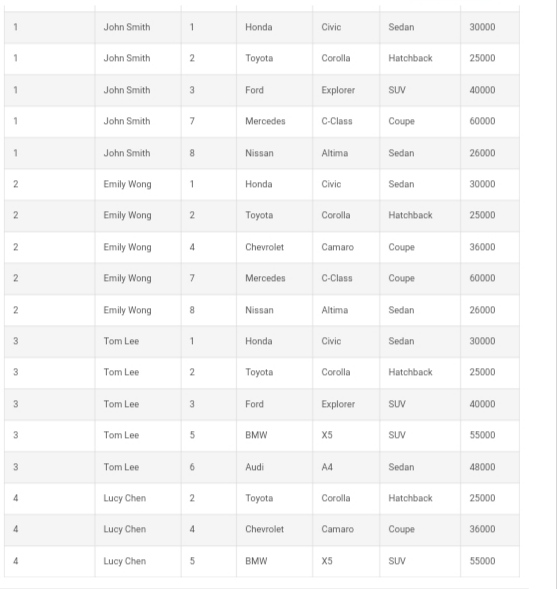 1 John Smith 1 Honda Civic Sedan 30000
1 John Smith 2 Toyota Corolla Hatchback 25000
1 John Smith 3 Ford Explorer SUV 40000
1 John Smith 7 Mercedes C-Class Coupe 60000
1 John Smith 8 Nissan Altima Sedan 26000
2 Emily Wong 1 Honda Civic Sedan 30000
2 Emily Wong 2 Toyota Corolla Hatchback 25000
2 Emily Wong 4 Chevrolet Camaro Coupe 36000
2 Emily Wong 7 Mercedes C-Class Coupe 60000
2 Emily Wong 8 Nissan Altima Sedan 26000
3 Tom Lee 1 Honda Civic Sedan 30000
3 Tom Lee 2 Toyota Corolla Hatchback 25000
3 Tom Lee 3 Ford Explorer SUV 40000
3 Tom Lee 5 BMW X5 SUV 55000
3 Tom Lee 6 Audi A4 Sedan 48000
4 Lucy Chen 2 Toyota Corolla Hatchback 25000
4 Lucy Chen 4 Chevrolet Camaro Coupe 36000
4 Lucy Chen 5 BMW X5 SUV 55000